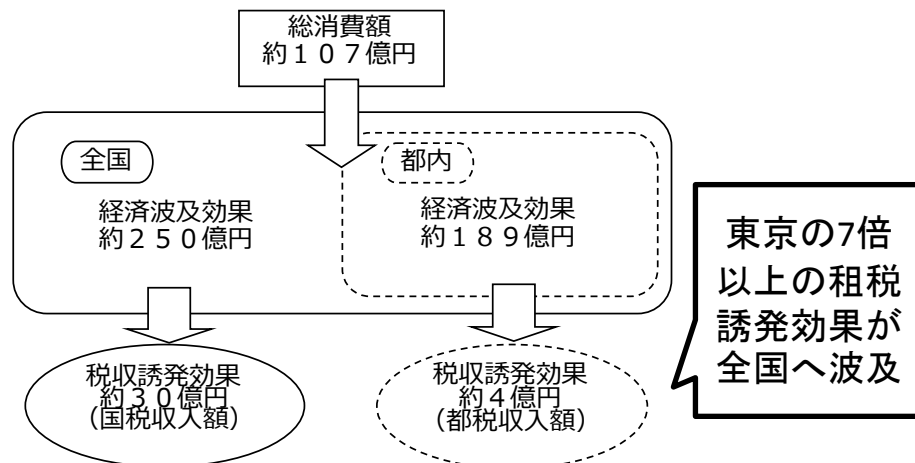 総消費額
約１０７億円
全国
経済波及効果
約２５０億円
都内
経済波及効果
約１８９億円
税収誘発効果
約３０億円
（国税収入額）
税収誘発効果
約４億円
（都税収入額）
東京の7倍
以上の租税
誘発効果が
全国へ波及